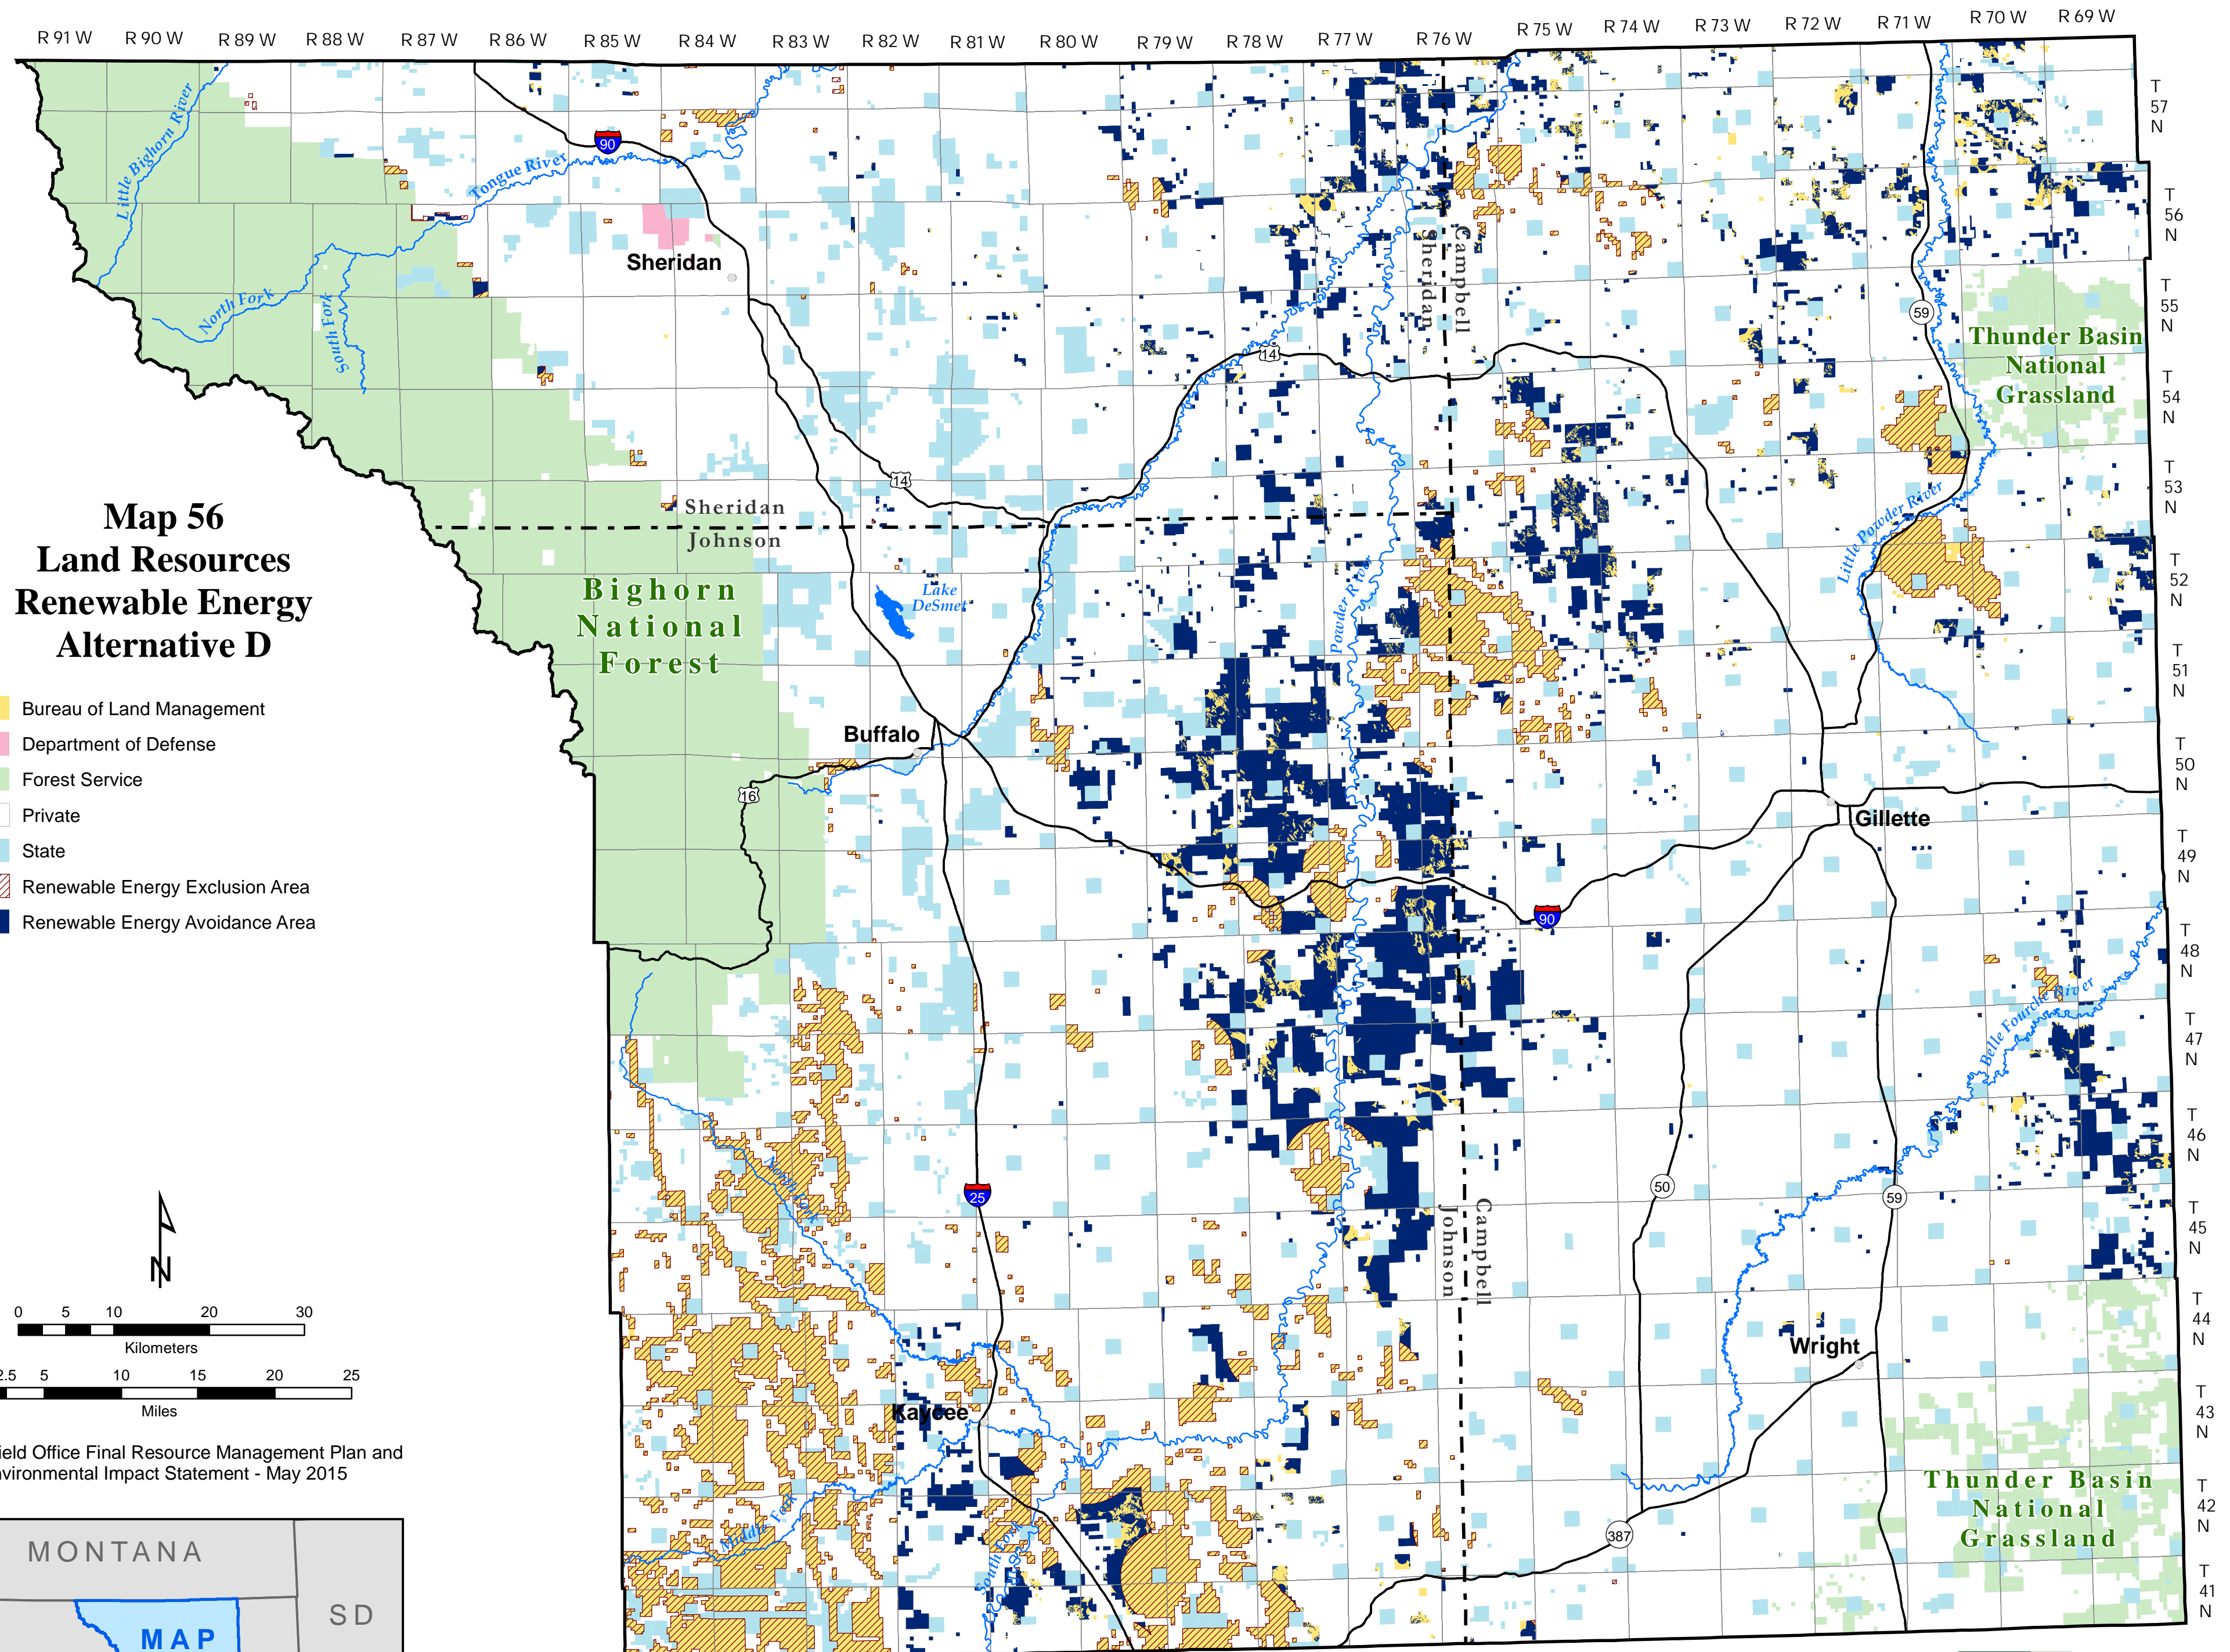 R 91 W R 90 W R 89 W R 88 W R 87 W R 86 W R 85 W R 84 W R 83 W R 82 W R 81 W R 80 W R 79 W R 78 W R 77 W R 76 W R 75 W R 74 W R 73 W R 72 W R 71 W R 70 W R 69 W
T
57
N
T
56
N
T
55
N
T
54
N
T
53
N
T
52
N
T
51
N
T
50
N
T
49
N
T
48
N
T
47
N
T
46
N
T
45
N
T
44
N
T
43
N
T
42
N
T
41
N
Little Bighorn River
90
Tongue River
Sheridan
North Fork
South Fork
Sheridan
Campbell
59
14
Thunder Basin
National
Grassland
14
Sheridan
Johnson
Little Powder River
Bighorn
National
Forest
Lake
DeSmet
Powder River
Buffalo
16
Gillette
90
Belle Fourche River
North Fork
25
50
59
Johnson
Campbell
Wright
Kaycee
Middle Fork
South Fork
387
Thunder Basin
National
Grassland
Map 56
Land Resources
Renewable Energy
Alternative D
Bureau of Land Management
Department of Defense
Forest Service
Private
State
Renewable Energy Exclusion Area
Renewable Energy Avoidance Area
N
0 5 10 20 30
Kilometers
2.5 5 10 15 20 25
Miles
ield Office Final Resource Management Plan and
vironmental Impact Statement - May 2015
MONTANA
SD
MAP